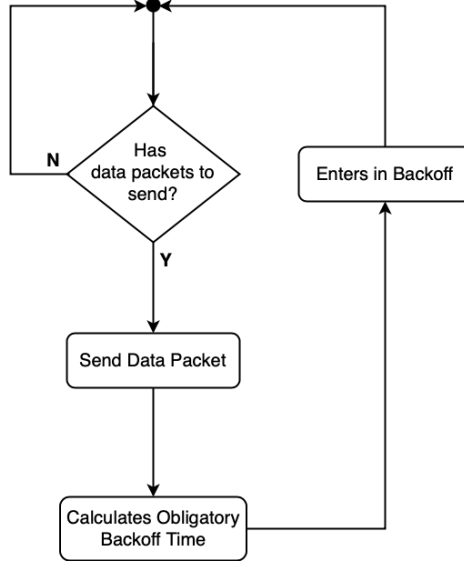 Has
data packets to
send?
N
Enters in Backoff
Y
Send Data Packet
Calculates Obligatory
Backoff Time